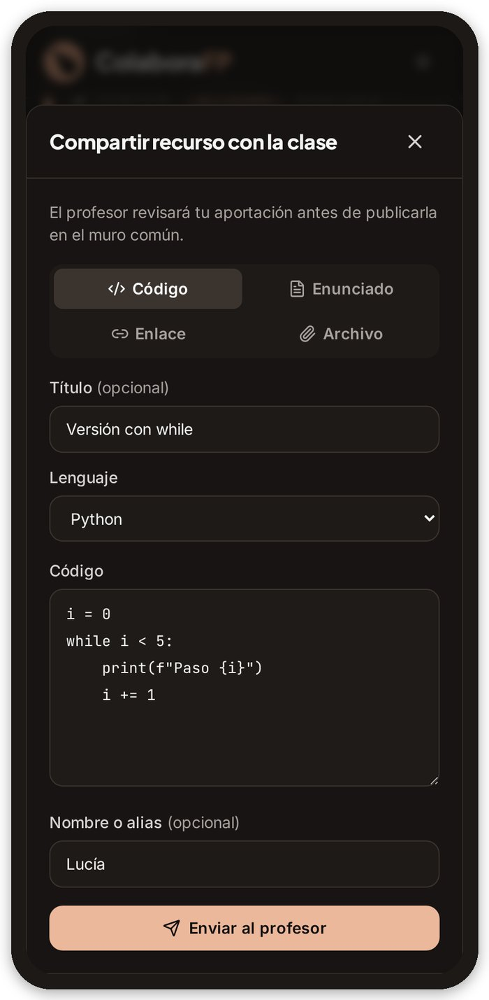 ColaboraFP
Compartir recurso con la clase
El profesor revisará tu aportación antes de publicarla
en el muro común.
Código
Enunciado
Enlace
Archivo
Título (opcional)
Versión con while
Lenguaje
Python
Código
i = 0
while i < 5:
    print(f"Paso {i}")
    i += 1
Nombre o alias (opcional)
Lucía
Enviar al profesor